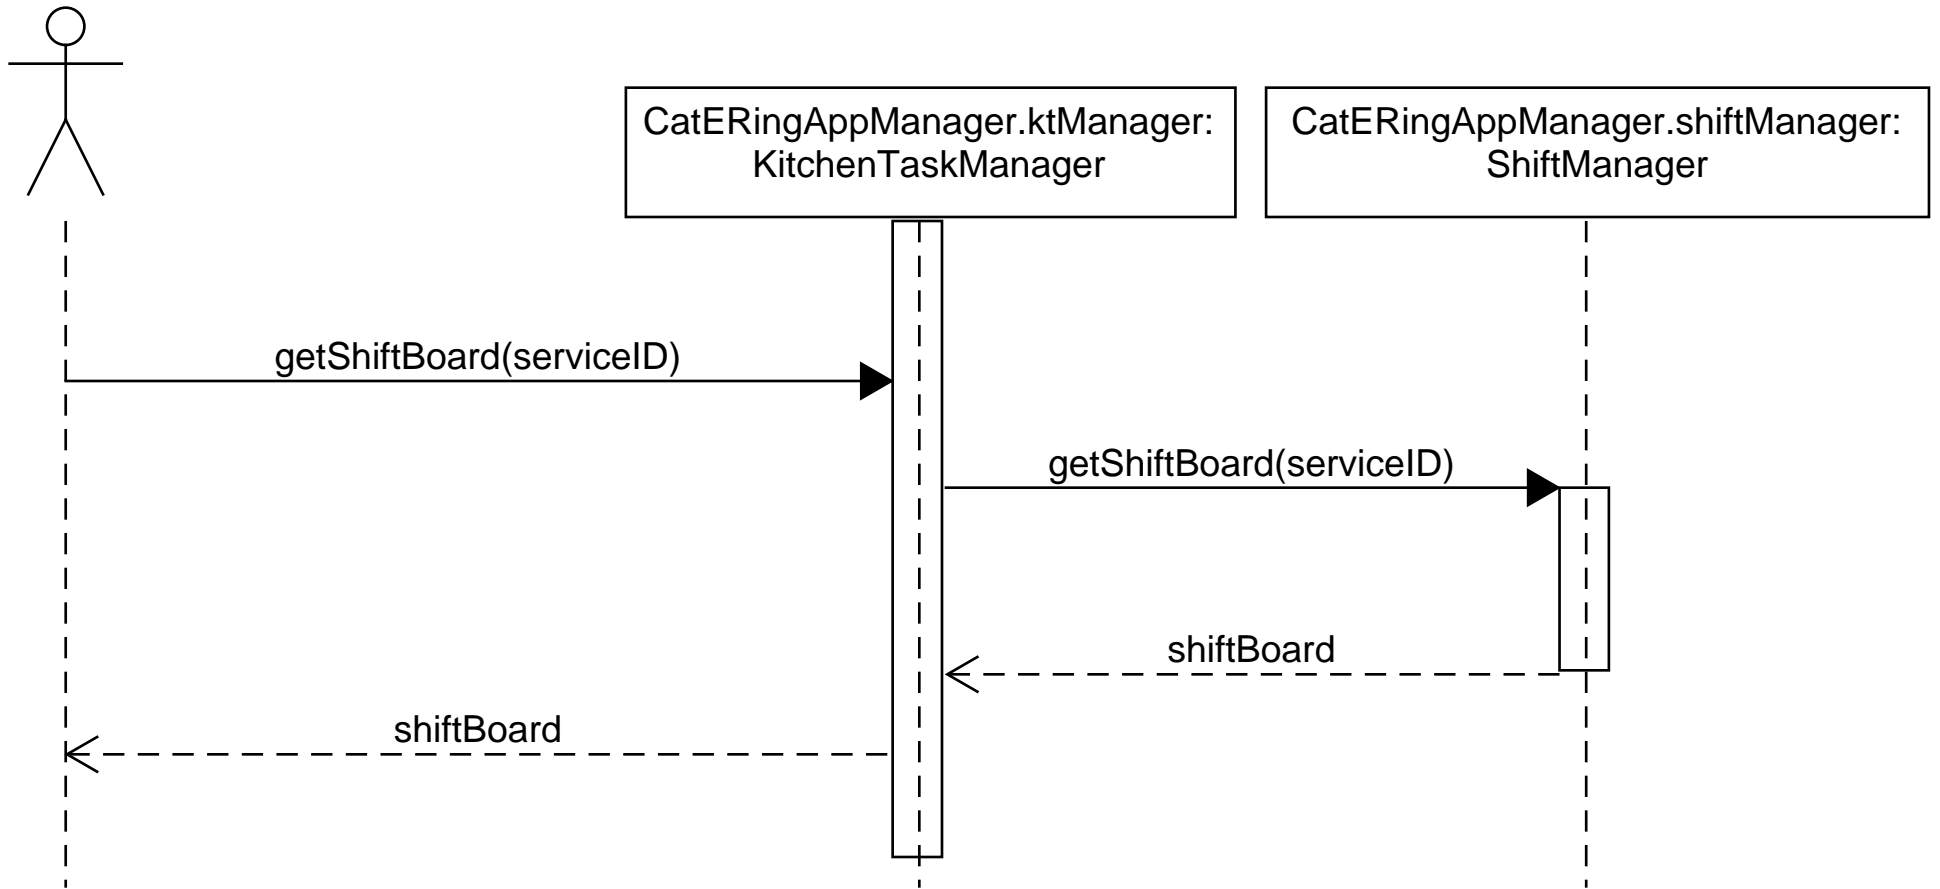 CatERingAppManager.ktManager:
KitchenTaskManager
CatERingAppManager.shiftManager:
ShiftManager
getShiftBoard(serviceID)
getShiftBoard(serviceID)
shiftBoard
shiftBoard